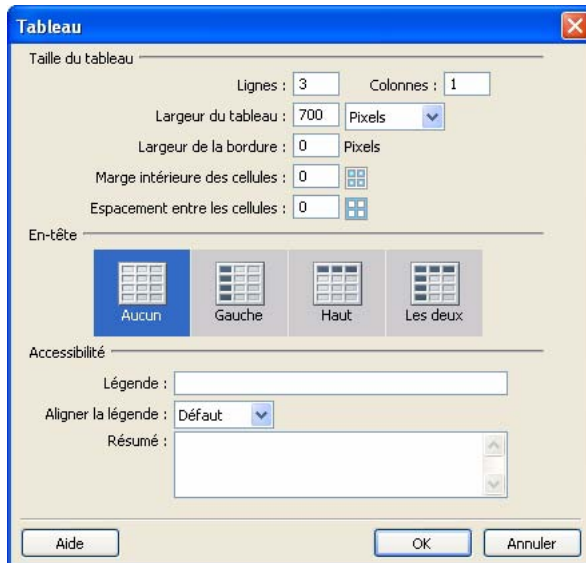 Tableau
Taille du tableau
Lignes : 3 Colonnes : 1
Largeur du tableau : 700 Pixels
Largeur de la bordure : 0 Pixels
Marge intérieure des cellules : 0
Espacement entre les cellules : 0
En-tête
Aucun Gauche Haut Les deux
Accessibilité
Légende :
Aligner la légende : Défaut
Résumé :
Aide OK Annuler